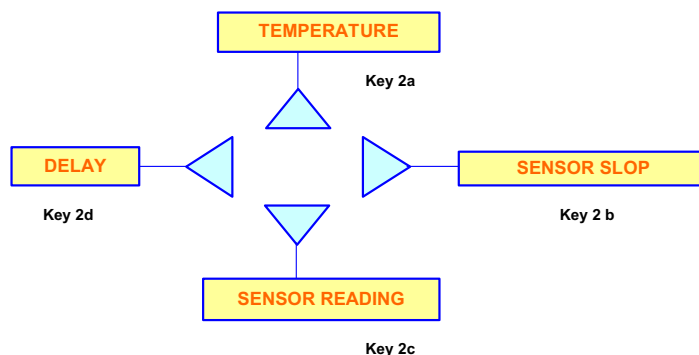 TEMPERATURE
Key 2a
DELAY
SENSOR SLOP
Key 2d
Key 2 b
SENSOR READING
Key 2c